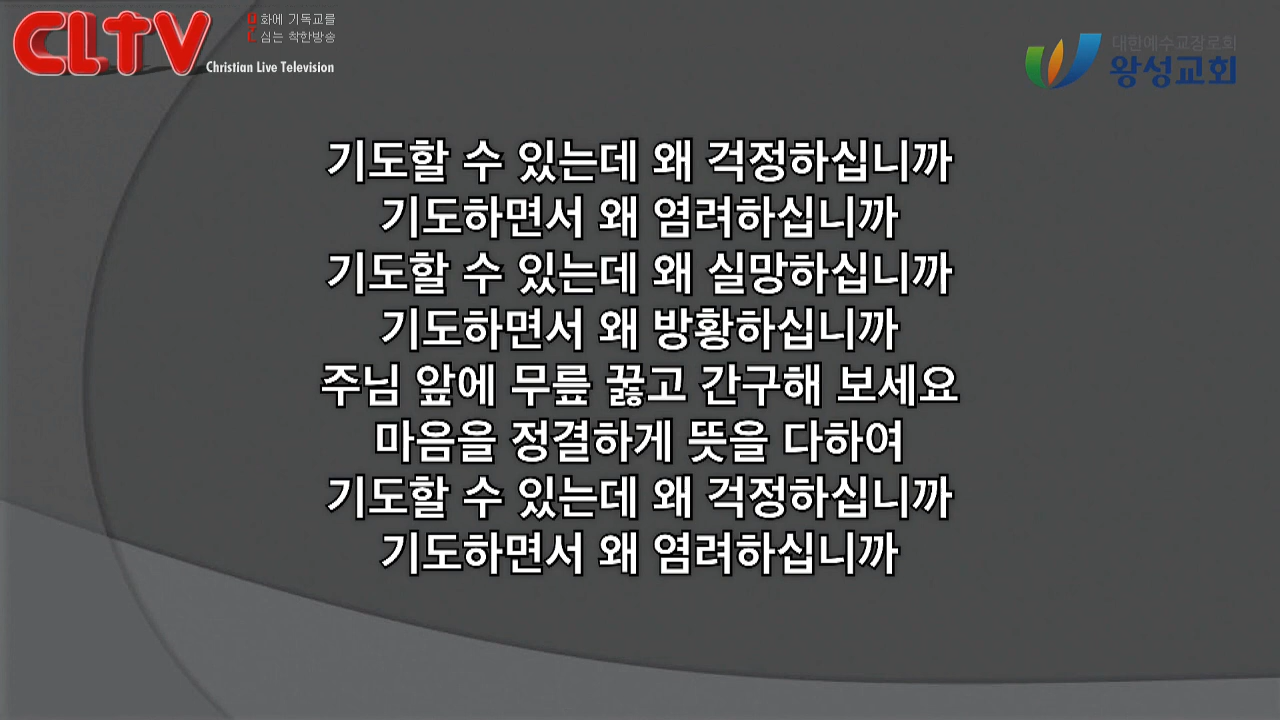 CLTV
화에 기독교를
심는 착한방송
Christian Live Television
대한예수교장로회
왕성교회
기도할 수 있는데 왜 걱정하십니까
기도하면서 왜 염려하십니까
기도할 수 있는데 왜 실망하십니까
기도하면서 왜 방황하십니까
주님 앞에 무릎 꿇고 간구해 보세요
마음을 정결하게 뜻을 다하여
기도할 수 있는데 왜 걱정하십니까
기도하면서 왜 염려하십니까